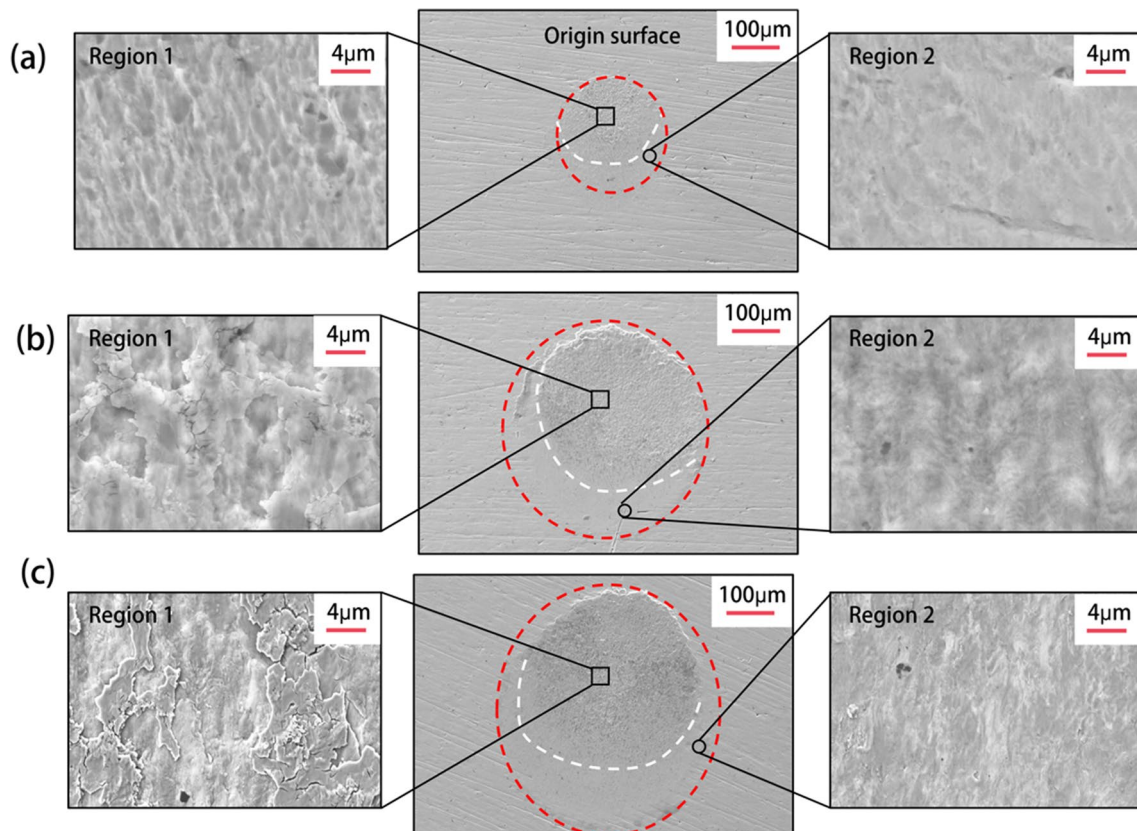 (a)
Region 1
4μm
Origin surface
100μm
Region 2
4μm
(b)
Region 1
4μm
100μm
Region 2
4μm
(c)
Region 1
4μm
100μm
Region 2
4μm